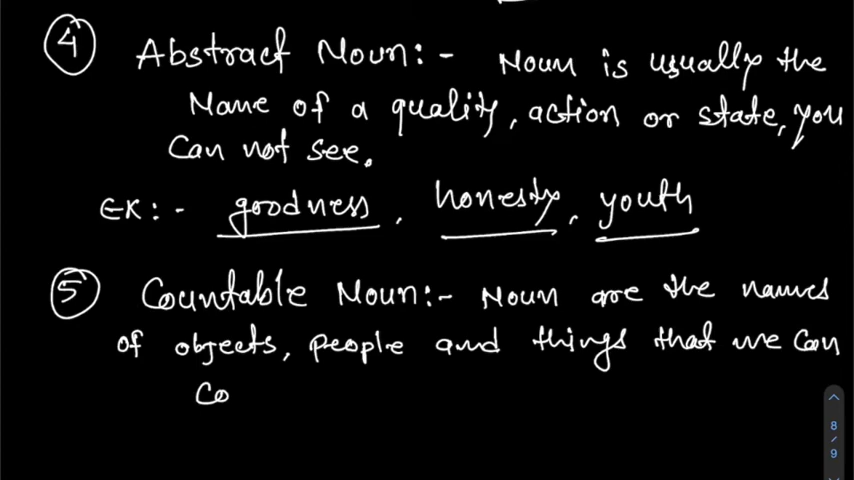 ④ Abstract Noun:- Noun is usually the
Name of a quality, action or state, you
Can not see.
EX:- goodness, honesty, youth
⑤ Countable Noun:- Noun are the names
of objects, people and things that we can
Co
8/9